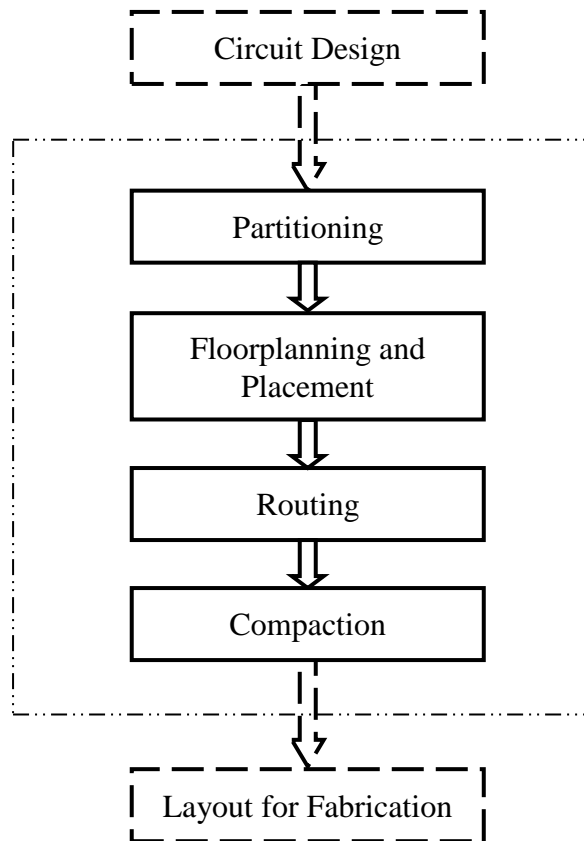 Circuit Design
Partitioning
Floorplanning and
Placement
Routing
Compaction
Layout for Fabrication